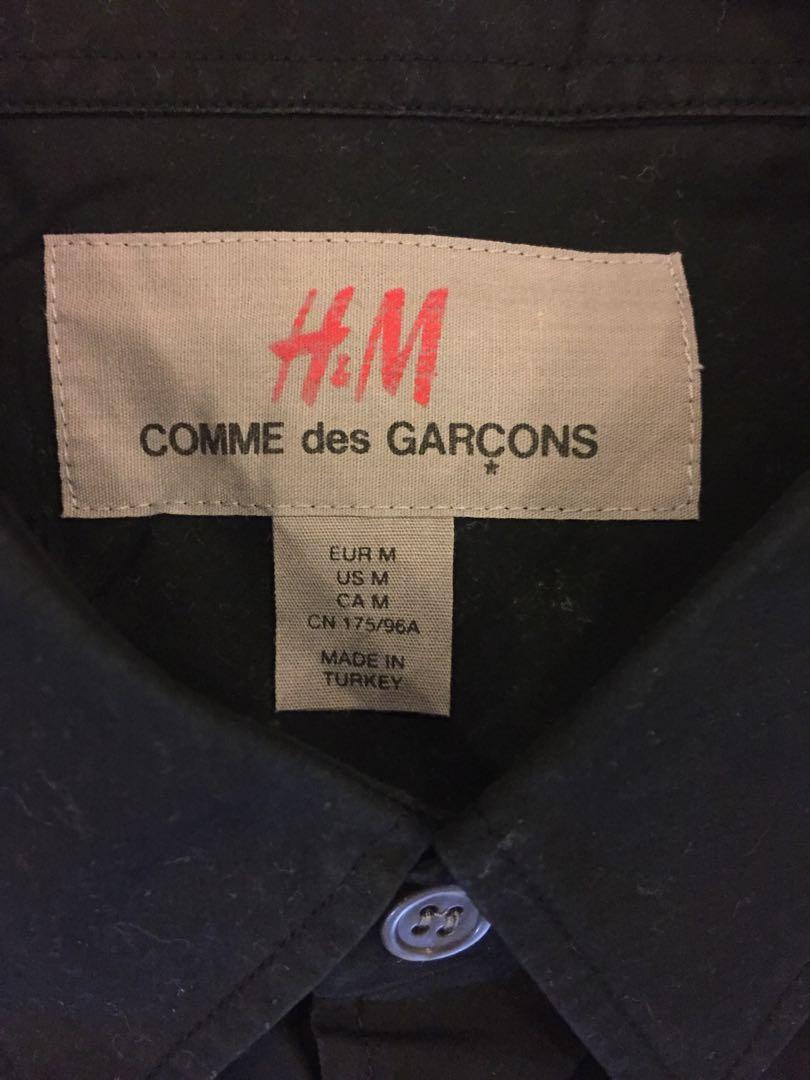 H&M
COMME des GARÇONS
*
EUR M
US M
CA M
CN 175/96A
MADE IN
TURKEY